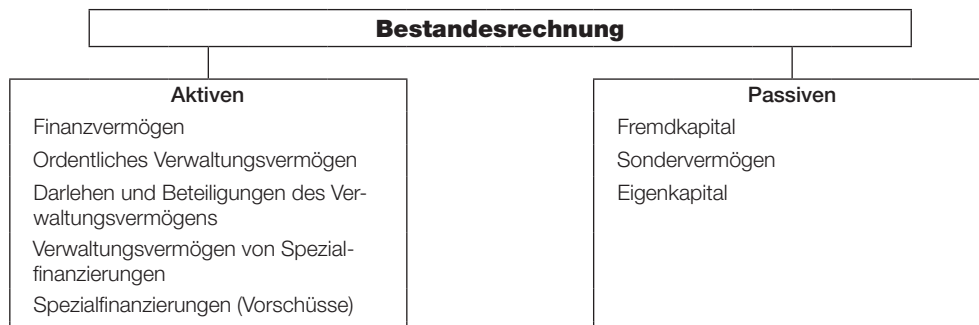 Bestandesrechnung
Aktiven
Finanzvermögen
Ordentliches Verwaltungsvermögen
Darlehen und Beteiligungen des Ver-
waltungsvermögens
Verwaltungsvermögen von Spezial-
finanzierungen
Spezialfinanzierungen (Vorschüsse)
Passiven
Fremdkapital
Sondervermögen
Eigenkapital